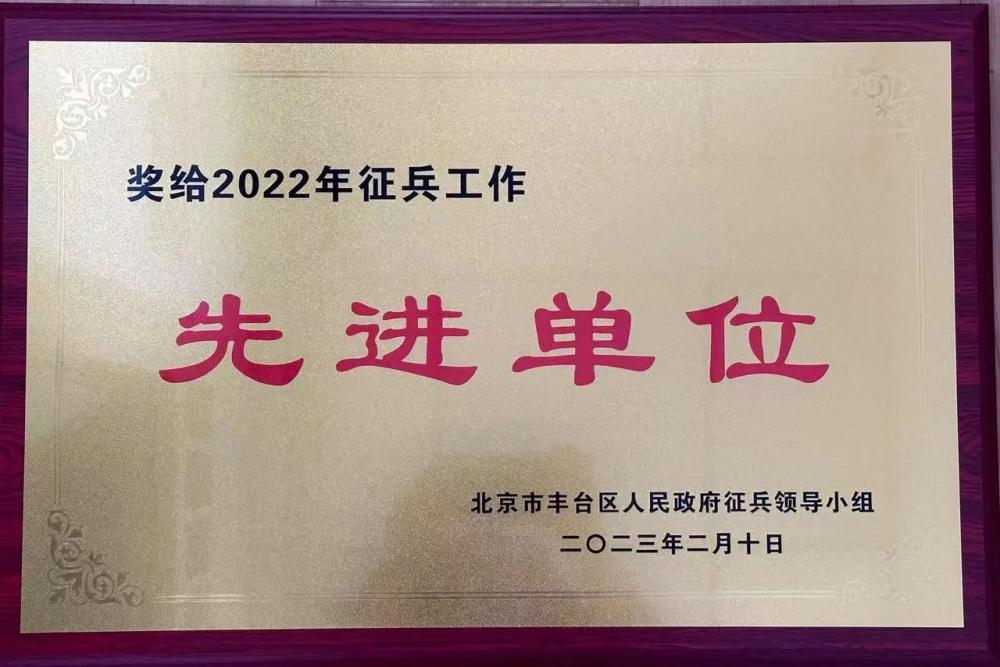 奖给2022年征兵工作
先进单位
北京市丰台区人民政府征兵领导小组
二〇二三年二月十日